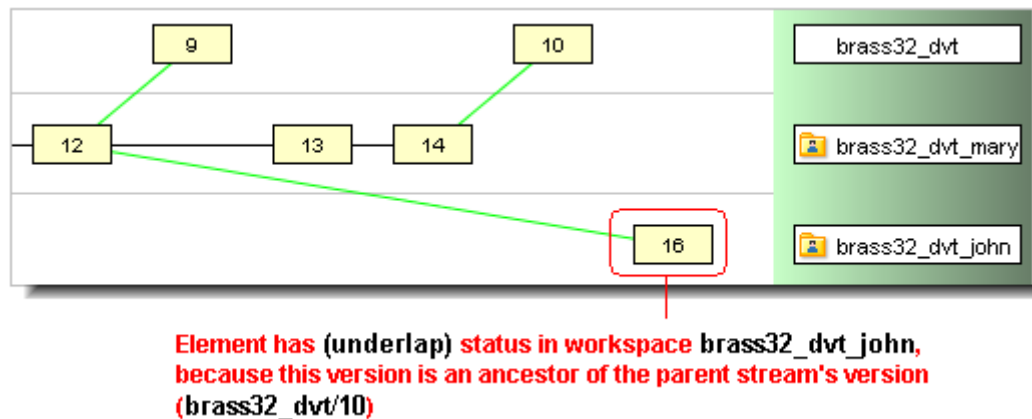 9
10
brass32_dvt
12
13
14
brass32_dvt_mary
16
brass32_dvt_john
Element has (underlap) status in workspace brass32_dvt_john,
because this version is an ancestor of the parent stream's version
(brass32_dvt/10)